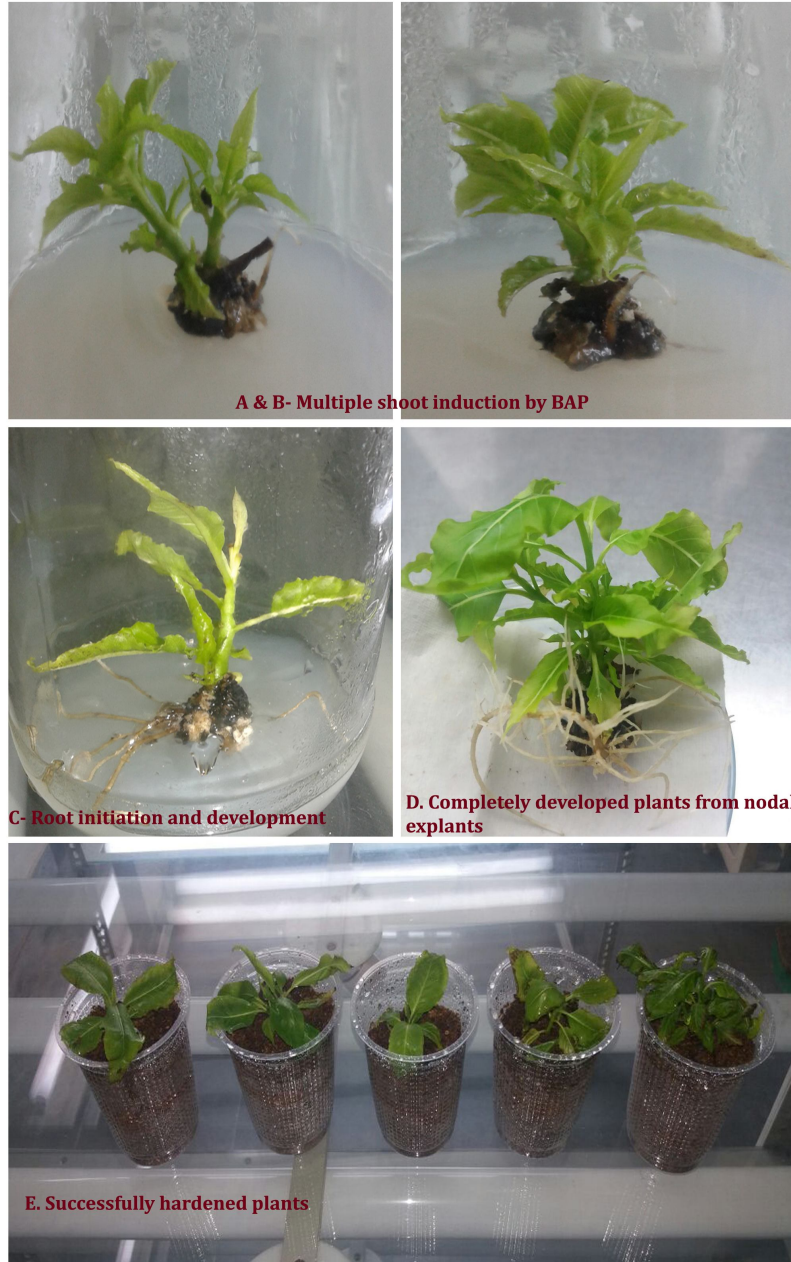 A & B- Multiple shoot induction by BAP
C- Root initiation and development
D. Completely developed plants from nodal
explants
E. Successfully hardened plants